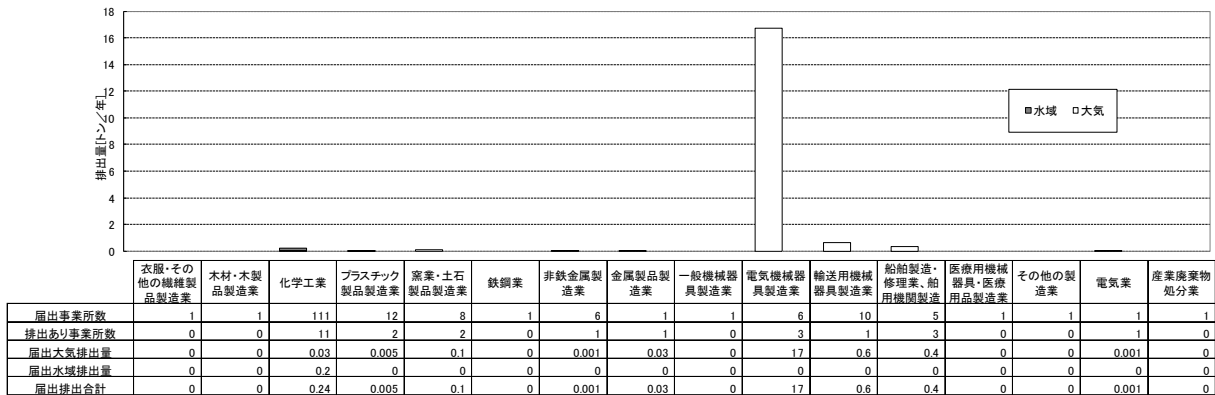 18
16
14
12
10
8
6
4
2
0
排出量[トン／年]
■水域 □大気
衣服・その他の繊維製品製造業 木材・木製品製造業 化学工業 プラスチック製品製造業 窯業・土石製品製造業 鉄鋼業 非鉄金属製造業 金属製品製造業 一般機械器具製造業 電気機械器具製造業 輸送用機械器具製造業 船舶製造・修理業、舶用機関製造 医療用機械器具・医療用品製造業 その他の製造業 電気業 産業廃棄物処分業
届出事業所数 1 1 111 12 8 1 6 1 1 6 10 5 1 1 1 1
排出あり事業所数 0 0 11 2 2 0 1 1 0 3 1 3 0 0 1 0
届出大気排出量 0 0 0.03 0.005 0.1 0 0.001 0.03 0 17 0.6 0.4 0 0 0.001 0
届出水域排出量 0 0 0.2 0 0 0 0 0 0 0 0 0 0 0 0 0
届出排出合計 0 0 0.24 0.005 0.1 0 0.001 0.03 0 17 0.6 0.4 0 0 0.001 0